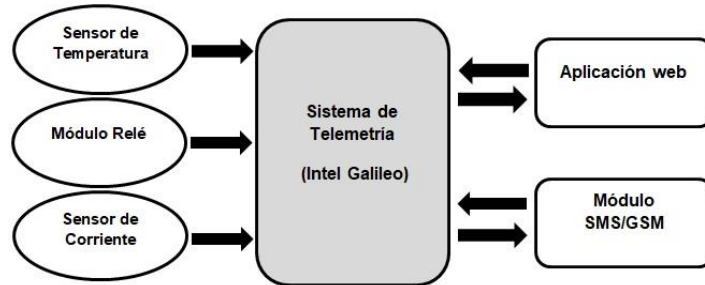 Sensor de
Temperatura
Módulo Relé
Sensor de
Corriente
Sistema de
Telemetría
(Intel Galileo)
Aplicación web
Módulo
SMS/GSM